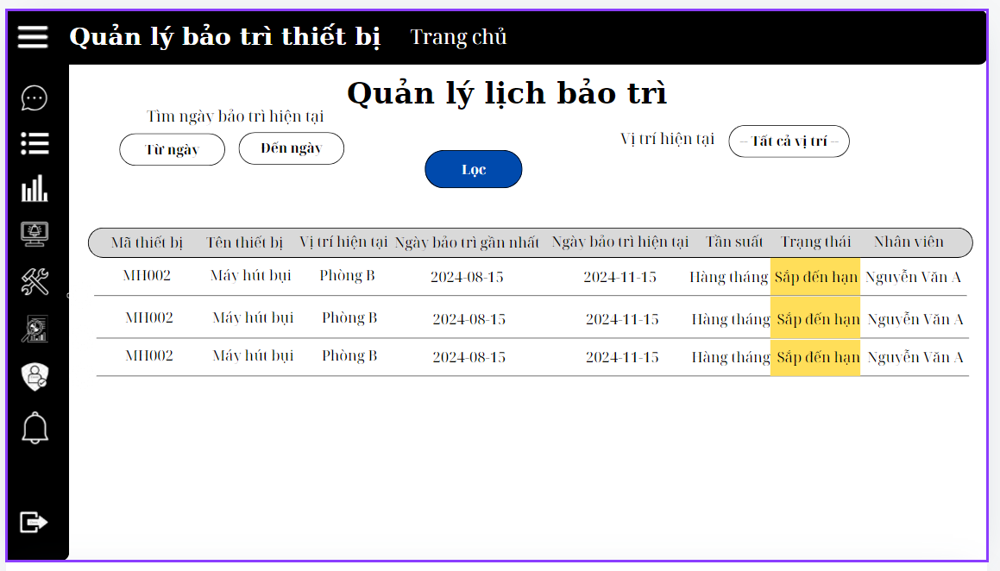 Quản lý bảo trì thiết bị Trang chủ
Quản lý lịch bảo trì
Tìm ngày bảo trì hiện tại
Từ ngày Đến ngày
Vị trí hiện tại -- Tất cả vị trí --
Lọc
Mã thiết bị Tên thiết bị Vị trí hiện tại Ngày bảo trì gần nhất Ngày bảo trì hiện tại Tần suất Trạng thái Nhân viên
MH002 Máy hút bụi Phòng B 2024-08-15 2024-11-15 Hàng tháng Sắp đến hạn Nguyễn Văn A
MH002 Máy hút bụi Phòng B 2024-08-15 2024-11-15 Hàng tháng Sắp đến hạn Nguyễn Văn A
MH002 Máy hút bụi Phòng B 2024-08-15 2024-11-15 Hàng tháng Sắp đến hạn Nguyễn Văn A